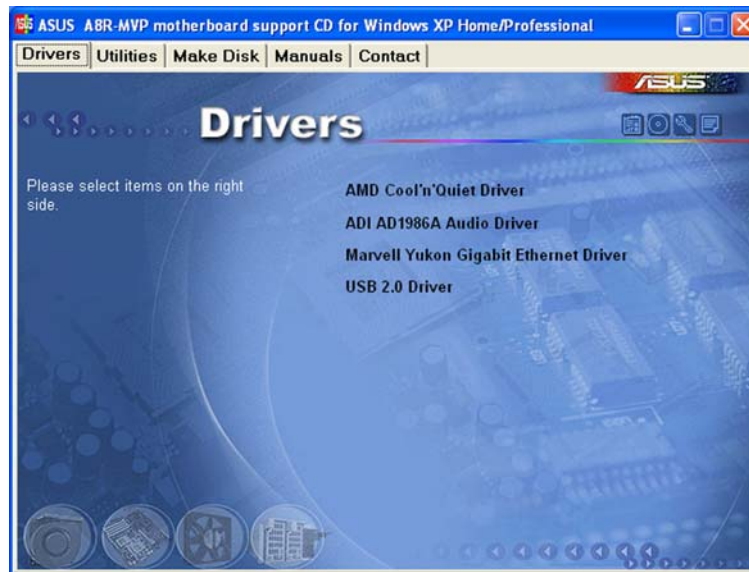 ASUS A8R-MVP motherboard support CD for Windows XP Home/Professional
Drivers Utilities Make Disk Manuals Contact
ASUS
Drivers
Please select items on the right
side.
AMD Cool'n'Quiet Driver
ADI AD1986A Audio Driver
Marvell Yukon Gigabit Ethernet Driver
USB 2.0 Driver